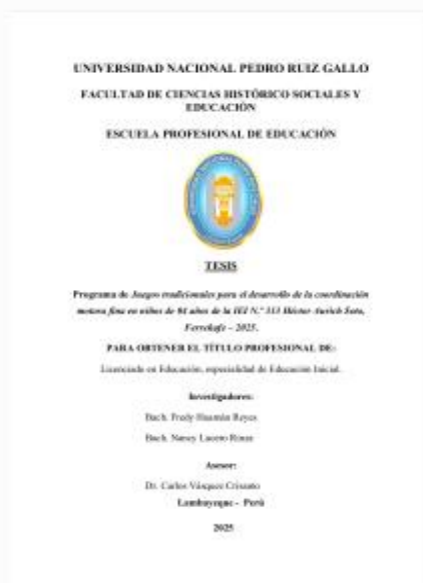 UNIVERSIDAD NACIONAL PEDRO RUIZ GALLO
FACULTAD DE CIENCIAS HISTÓRICO SOCIALES Y
EDUCACIÓN
ESCUELA PROFESIONAL DE EDUCACIÓN
TESIS
Programa de Juegos tradicionales para el desarrollo de la coordinación
motora fina en niños de 04 años de la IEI N.° 313 Héctor Aurich Soto,
Ferreñafe – 2025.
PARA OBTENER EL TÍTULO PROFESIONAL DE:
Licenciado en Educación, especialidad de Educación Inicial.
Investigadores:
Bach. Fredy Huamán Reyes
Bach. Nancy Lucero
Asesor:
Dr. Carlos Vásquez Crisanto
Lambayeque - Perú
2025